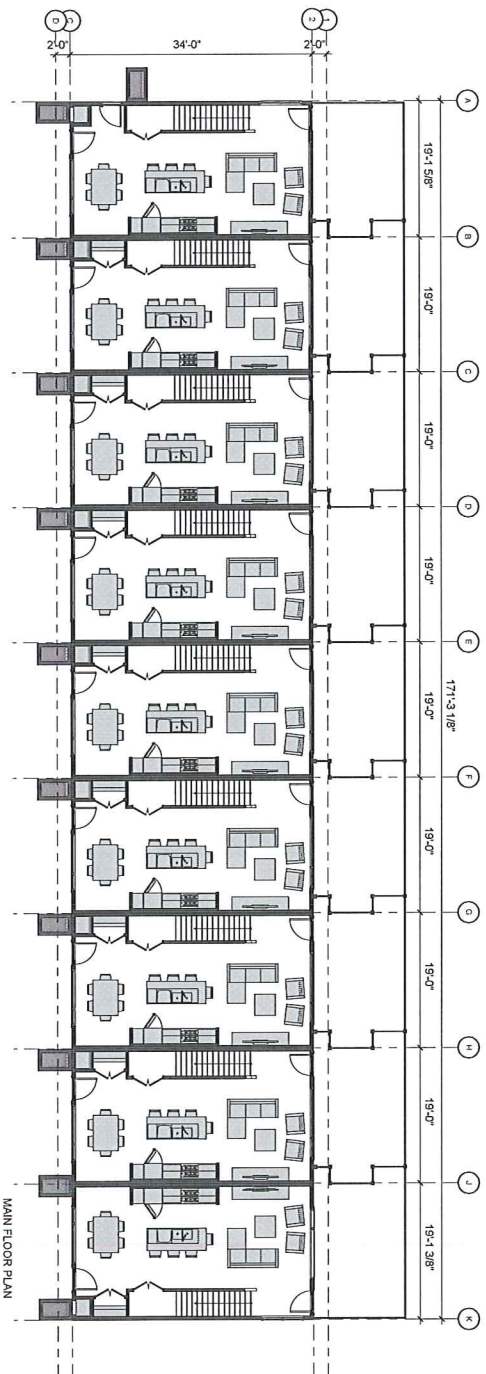 A B C D E F G H J K
171'-3 1/8"
19'-1 5/8" 19'-0" 19'-0" 19'-0" 19'-0" 19'-0" 19'-0" 19'-0" 19'-1 3/8"
1
2'-0"
2
34'-0"
C
2'-0"
D
MAIN FLOOR PLAN